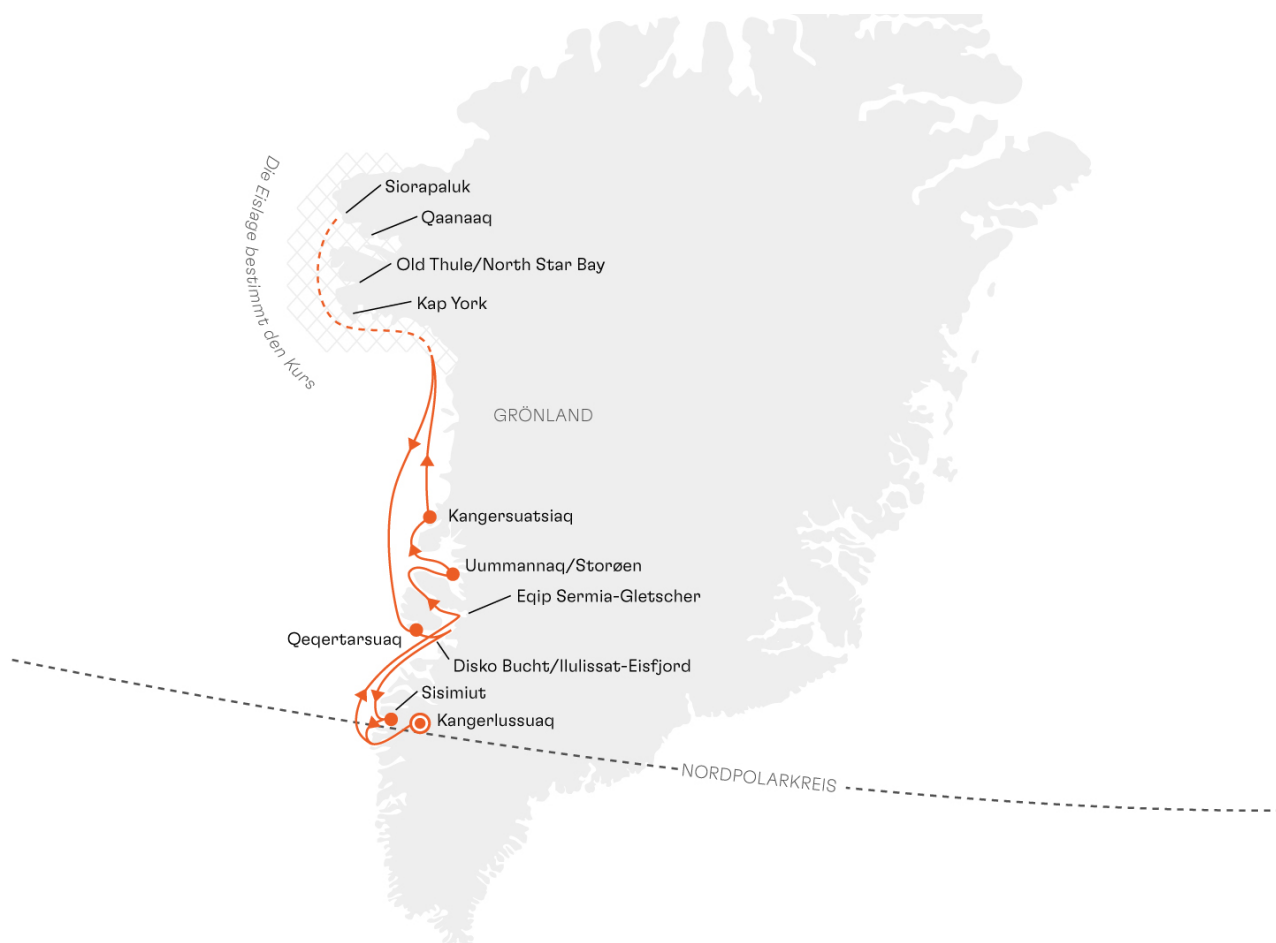 Die Eislage bestimmt den Kurs
Siorapaluk
Qaanaaq
Old Thule/North Star Bay
Kap York
GRÖNLAND
Kangersuatsiaq
Uummannaq/Storøen
Eqip Sermia-Gletscher
Qeqertarsuaq
Disko Bucht/Ilulissat-Eisfjord
Sisimiut
Kangerlussuaq
NORDPOLARKREIS